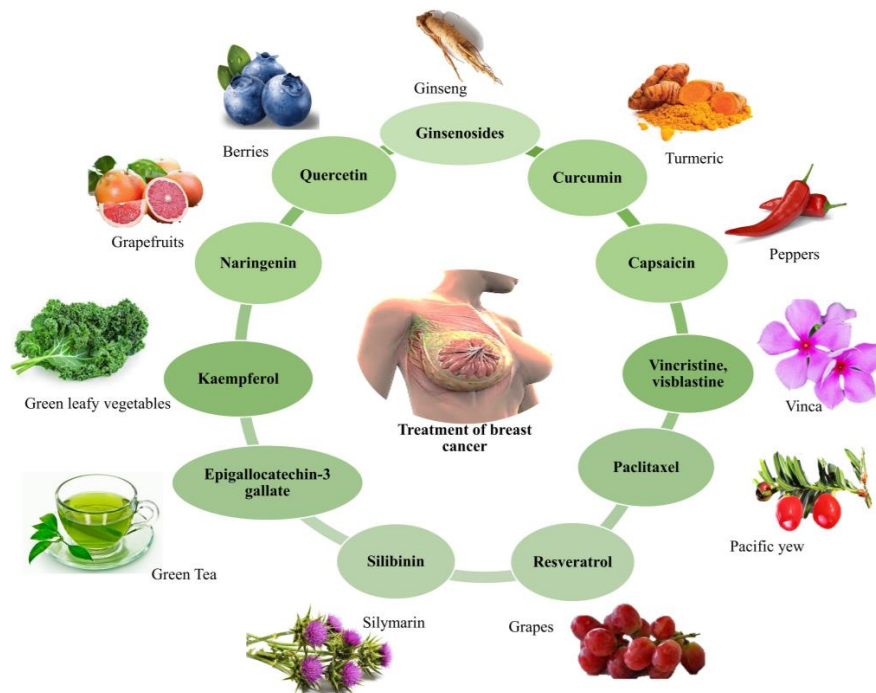 Ginseng
Ginsenosides
Berries
Quercetin
Curcumin
Turmeric
Grapefruits
Naringenin
Capsaicin
Peppers
Green leafy vegetables
Kaempferol
Vincristine,
visblastine
Vinca
Treatment of breast
cancer
Epigallocatechin-3
gallate
Paclitaxel
Pacific yew
Green Tea
Silibinin
Resveratrol
Silymarin
Grapes